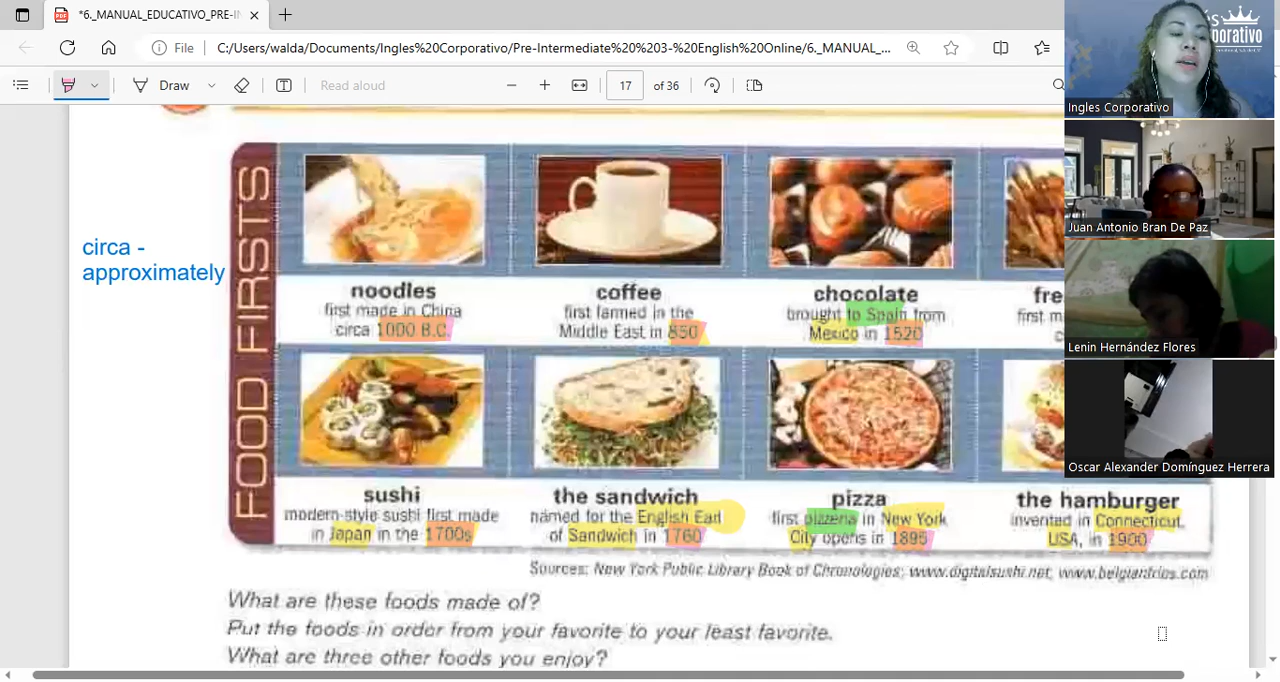 *6._MANUAL_EDUCATIVO_PRE-IN
File
C:/Users/walda/Documents/Ingles%20Corporativo/Pre-Intermediate%20%203-%20English%20Online/6._MANUAL_...
Draw
Read aloud
17
of 36
circa -
approximately
FOOD FIRSTS
noodles
first made in China
circa 1000 B.C.
coffee
first farmed in the
Middle East in 850
chocolate
brought to Spain from
Mexico in 1520
fre
first m
c
sushi
modern-style sushi first made
in Japan in the 1700s
the sandwich
named for the English Earl
of Sandwich in 1760
pizza
first pizzeria in New York
City opens in 1895
the hamburger
invented in Connecticut,
USA, in 1900
Sources: New York Public Library Book of Chronologies; www.digitalsushi.net; www.belgianfries.com
What are these foods made of?
Put the foods in order from your favorite to your least favorite.
What are three other foods you enjoy?
orporativo
Ingles Corporativo
Juan Antonio Bran De Paz
Lenin Hernández Flores
Oscar Alexander Domínguez Herrera